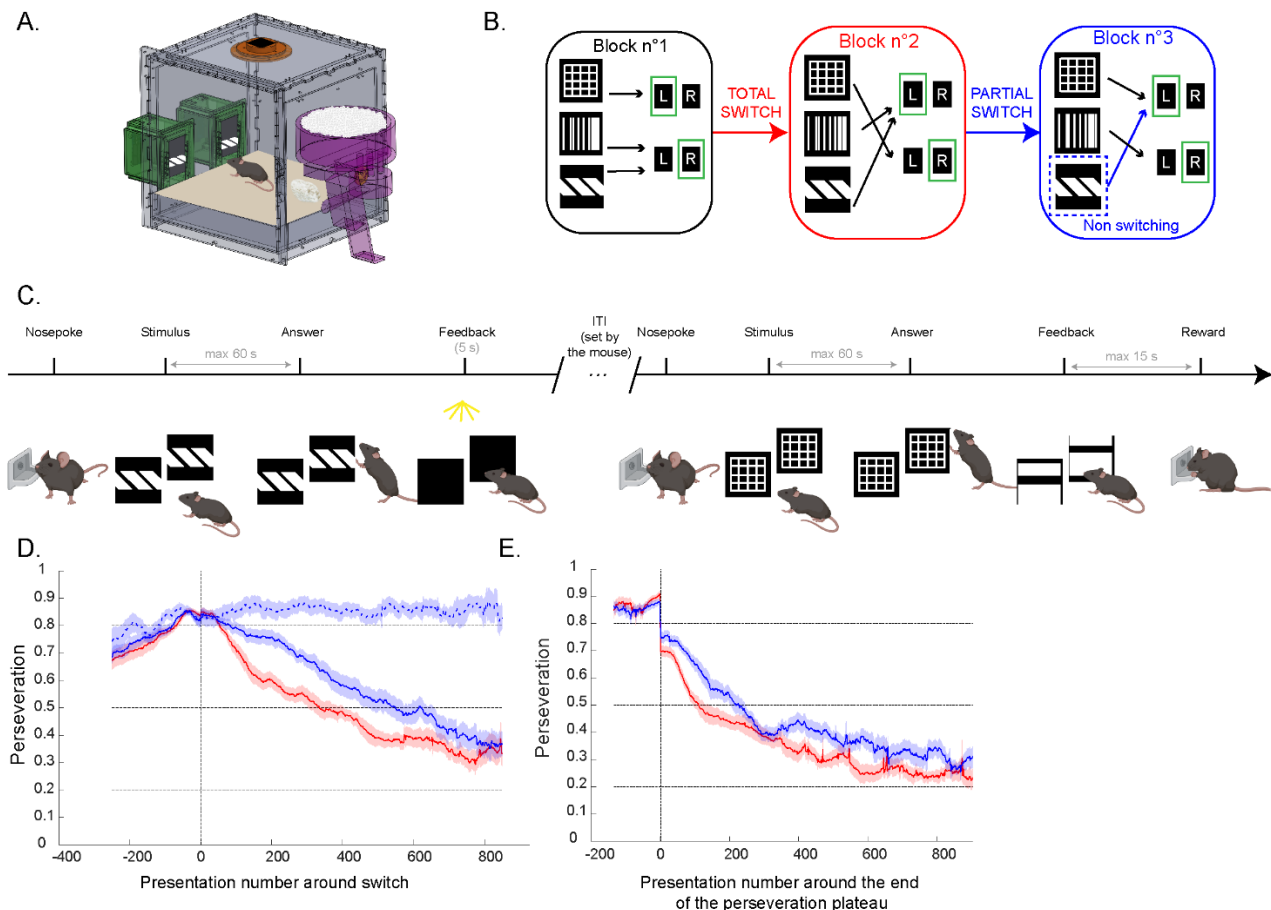 A.
B.
Block n°1
L R
L R
TOTAL
SWITCH
Block n°2
L R
L R
PARTIAL
SWITCH
Block n°3
L R
L R
Non switching
C.
Nosepoke
Stimulus
Answer
Feedback
(5 s)
max 60 s
ITI
(set by
the mouse)
...
Nosepoke
Stimulus
Answer
Feedback
Reward
max 60 s
max 15 s
D.
Perseveration
1
0.9
0.8
0.7
0.6
0.5
0.4
0.3
0.2
0.1
0
-400 -200 0 200 400 600 800
Presentation number around switch
E.
Perseveration
1
0.9
0.8
0.7
0.6
0.5
0.4
0.3
0.2
0.1
0
-200 0 200 400 600 800
Presentation number around the end
of the perseveration plateau